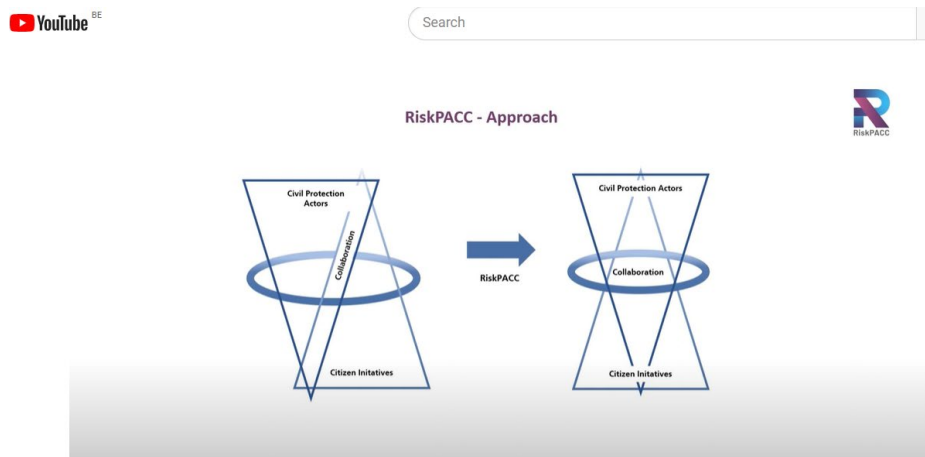 YouTube BE
Search
RiskPACC - Approach
RiskPACC
Civil Protection
Actors
Collaboration
Citizen Initatives
RiskPACC
Civil Protection Actors
Collaboration
Citizen Initatives